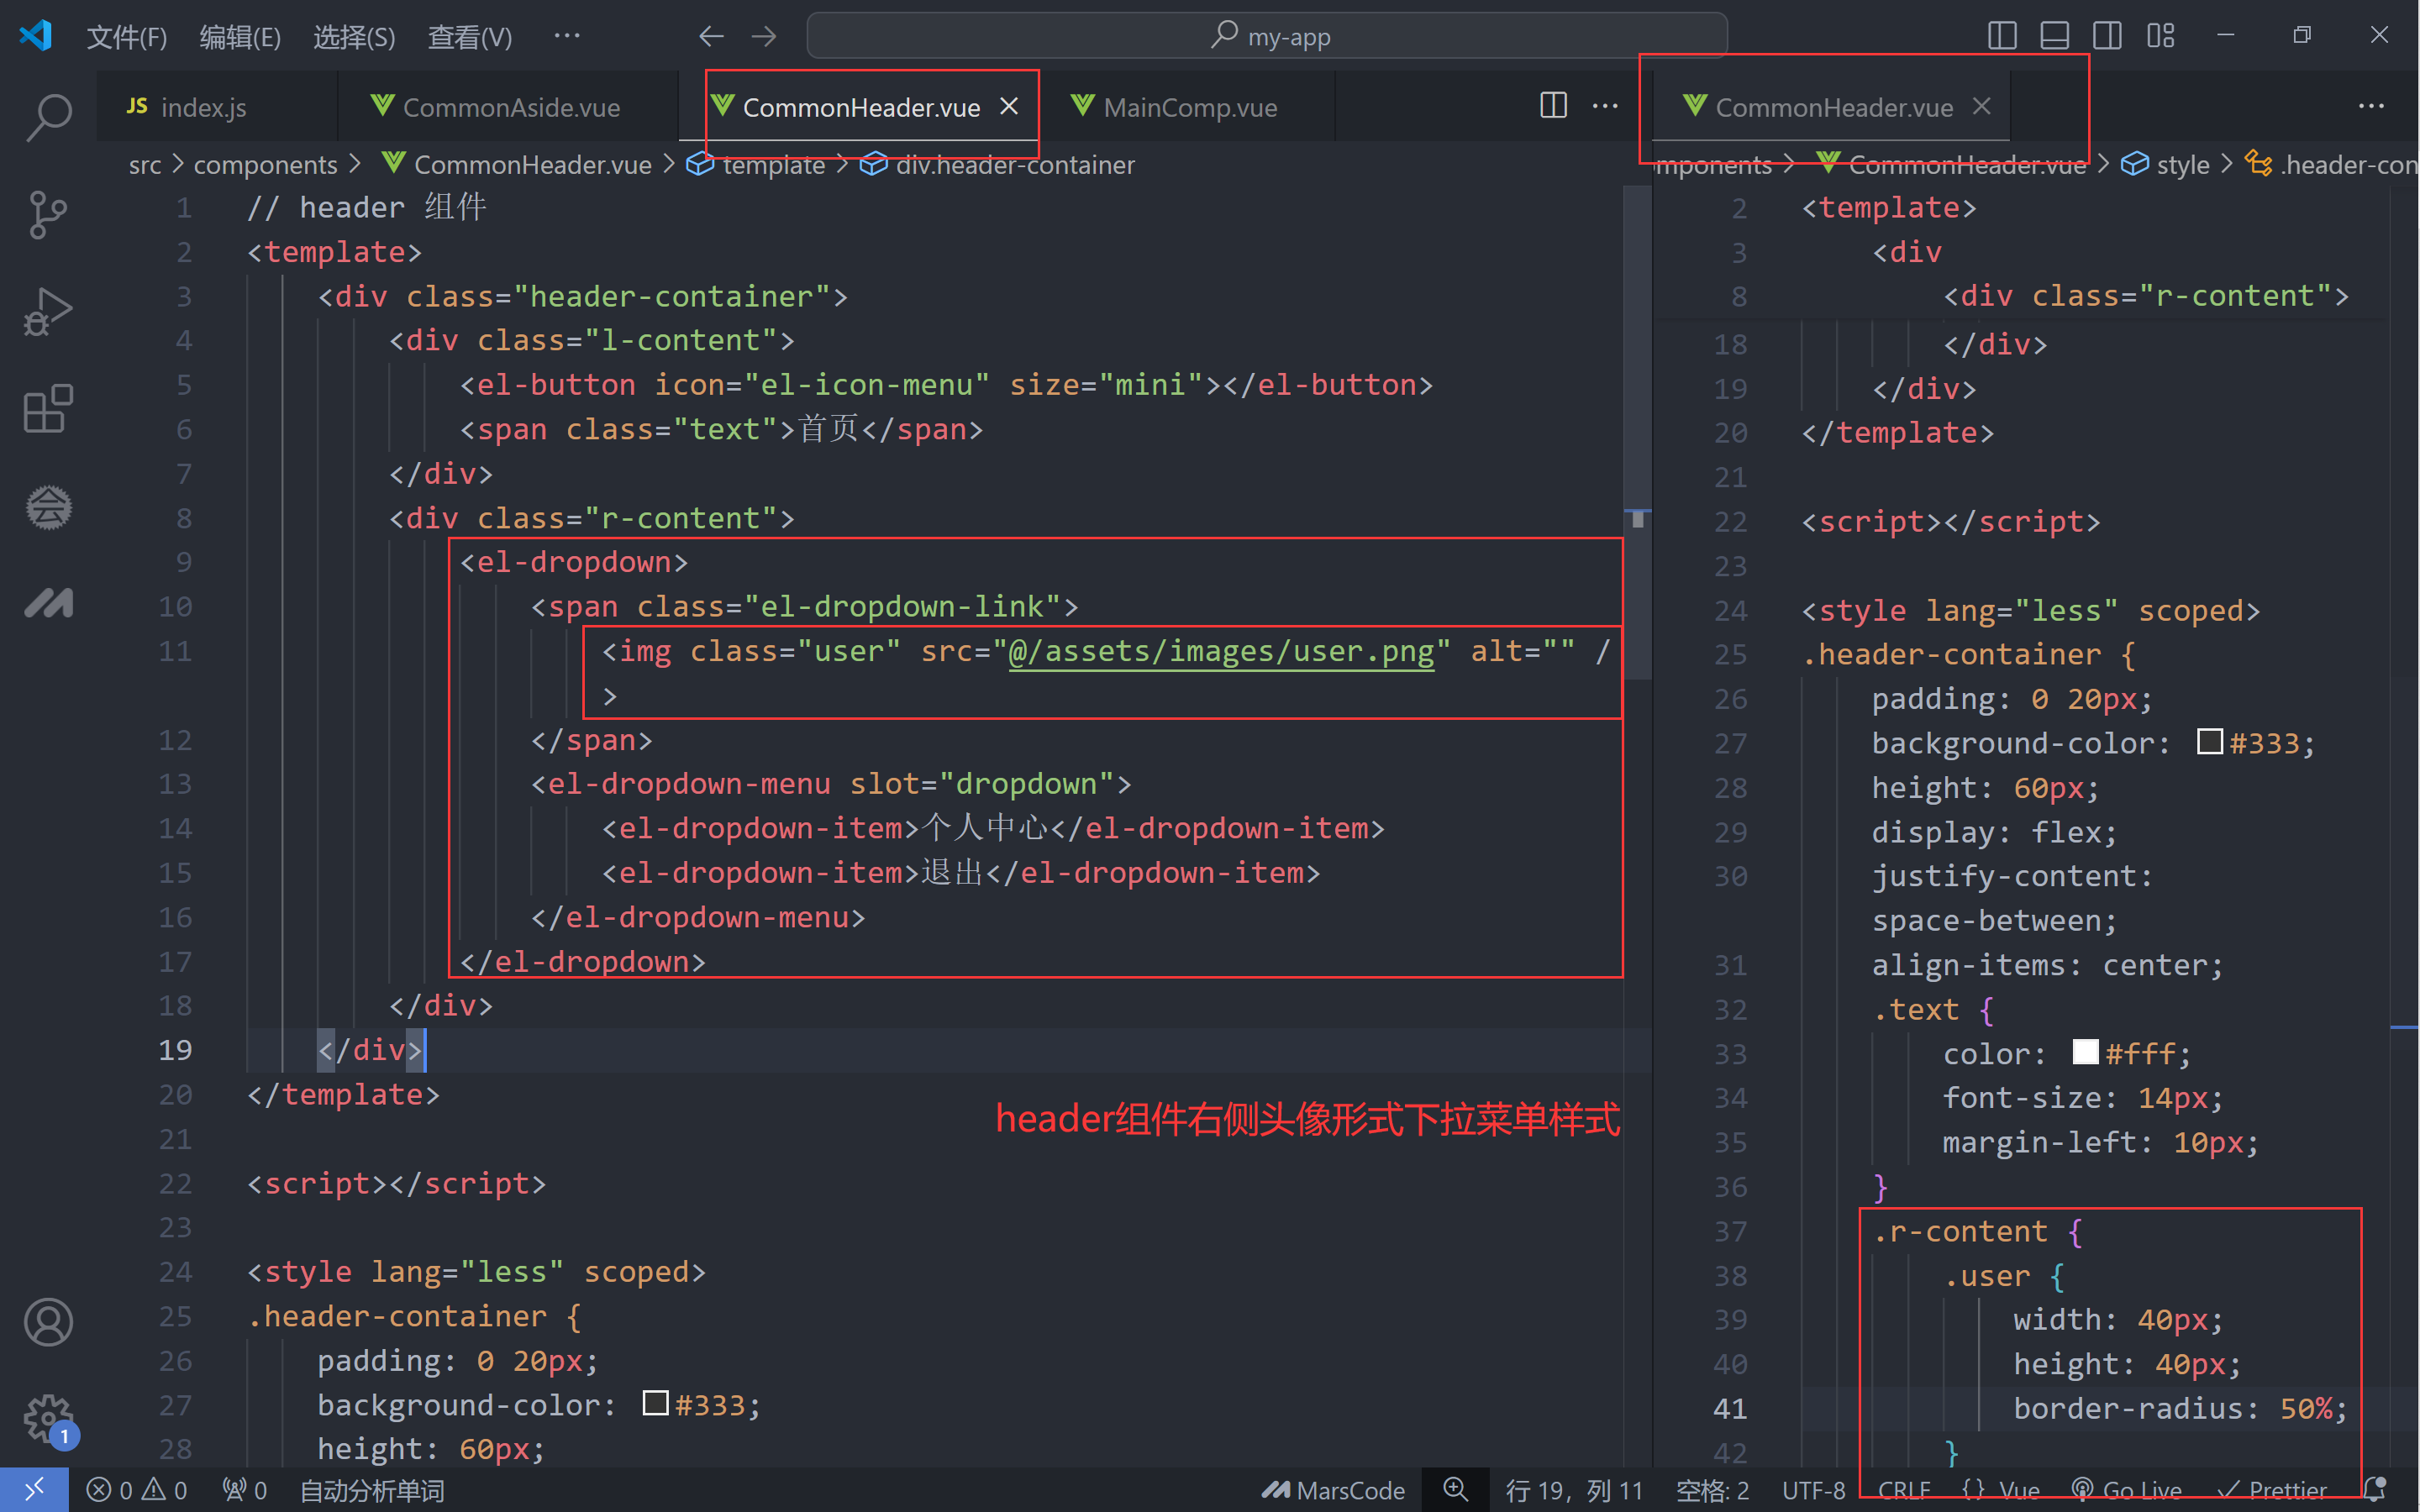 文件(F) 编辑(E) 选择(S) 查看(V) ··· my-app
JS index.js CommonAside.vue CommonHeader.vue MainComp.vue ··· CommonHeader.vue ···
src > components > CommonHeader.vue > template > div.header-container
1 // header 组件
2 <template>
3 <div class="header-container">
4 <div class="l-content">
5 <el-button icon="el-icon-menu" size="mini"></el-button>
6 <span class="text">首页</span>
7 </div>
8 <div class="r-content">
9 <el-dropdown>
10 <span class="el-dropdown-link">
11 <img class="user" src="@/assets/images/user.png" alt="" /
>
12 </span>
13 <el-dropdown-menu slot="dropdown">
14 <el-dropdown-item>个人中心</el-dropdown-item>
15 <el-dropdown-item>退出</el-dropdown-item>
16 </el-dropdown-menu>
17 </el-dropdown>
18 </div>
19 </div>
20 </template>
header组件右侧头像形式下拉菜单样式
21
22 <script></script>
23
24 <style lang="less" scoped>
25 .header-container {
26 padding: 0 20px;
27 background-color: #333;
28 height: 60px;
mponents > CommonHeader.vue > style > .header-con
2 <template>
3 <div
8 <div class="r-content">
18 </div>
19 </div>
20 </template>
21
22 <script></script>
23
24 <style lang="less" scoped>
25 .header-container {
26 padding: 0 20px;
27 background-color: #333;
28 height: 60px;
29 display: flex;
30 justify-content:
space-between;
31 align-items: center;
32 .text {
33 color: #fff;
34 font-size: 14px;
35 margin-left: 10px;
36 }
37 .r-content {
38 .user {
39 width: 40px;
40 height: 40px;
41 border-radius: 50%;
42 }
1
0 0 0 自动分析单词 MarsCode 行 19，列 11 空格: 2 UTF-8 CRLF {} Vue Go Live Prettier